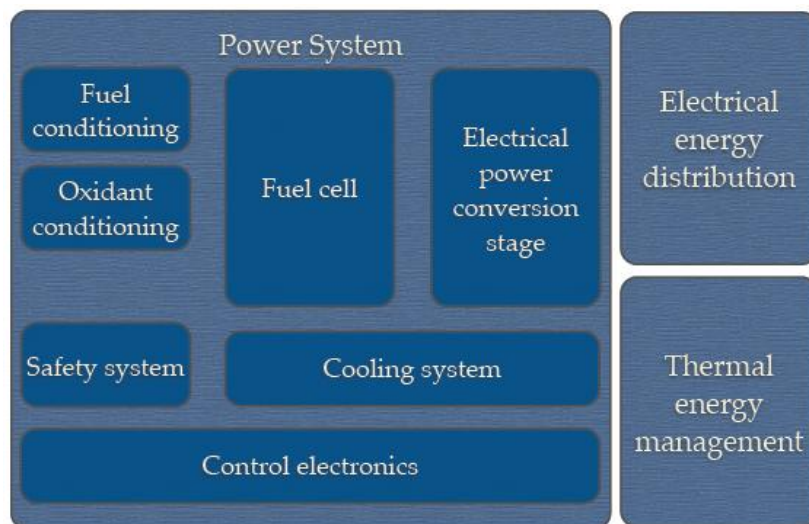 Power System
Fuel
conditioning
Oxidant
conditioning
Fuel cell
Electrical
power
conversion
stage
Safety system
Cooling system
Control electronics
Electrical
energy
distribution
Thermal
energy
management